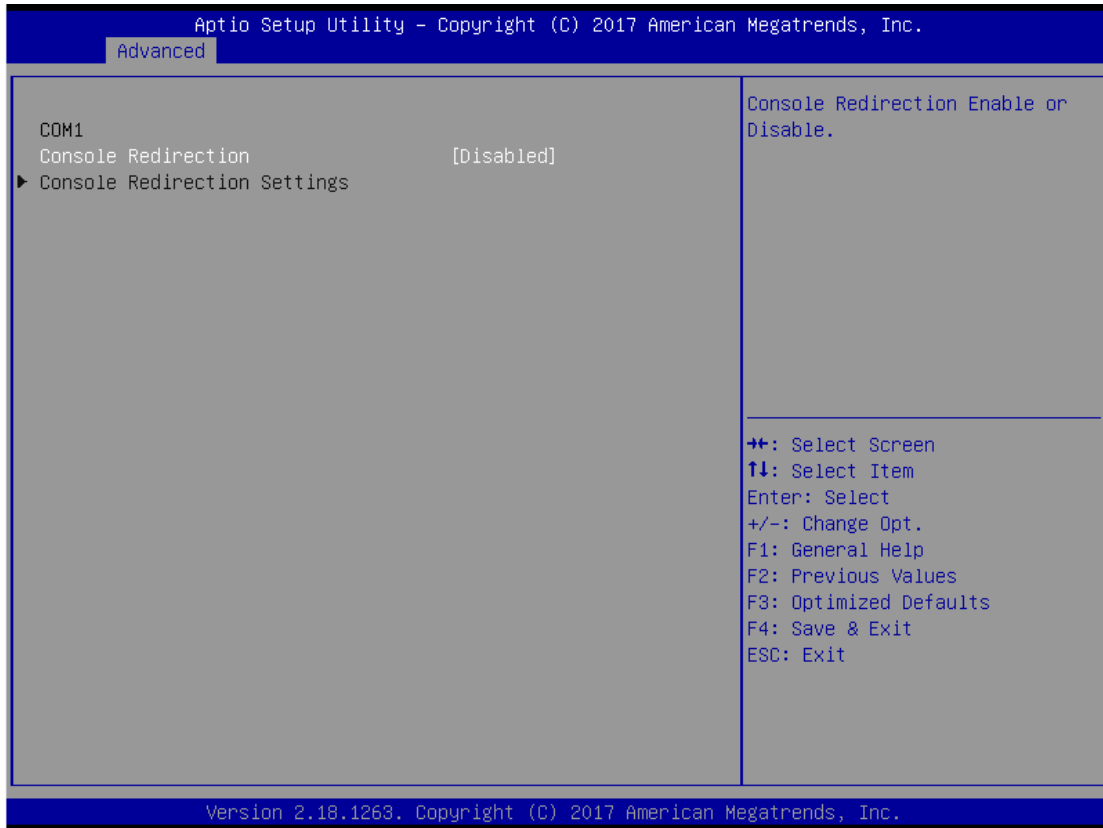 Aptio Setup Utility – Copyright (C) 2017 American Megatrends, Inc.
Advanced
COM1
Console Redirection [Disabled]
▶ Console Redirection Settings
Console Redirection Enable or
Disable.
→←: Select Screen
↑↓: Select Item
Enter: Select
+/-: Change Opt.
F1: General Help
F2: Previous Values
F3: Optimized Defaults
F4: Save & Exit
ESC: Exit
Version 2.18.1263. Copyright (C) 2017 American Megatrends, Inc.